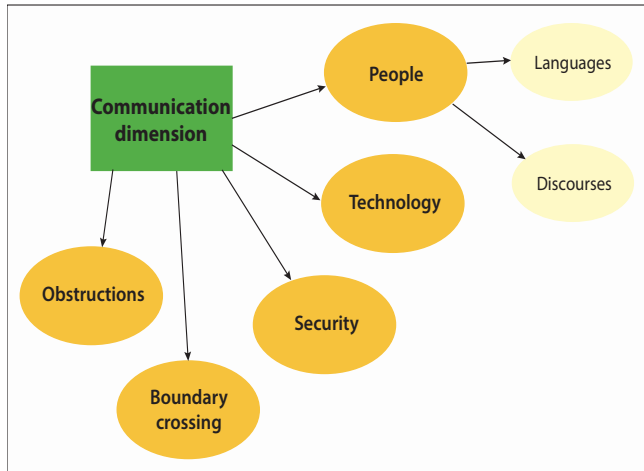 People
Languages
Communication
dimension
Discourses
Technology
Obstructions
Security
Boundary
crossing